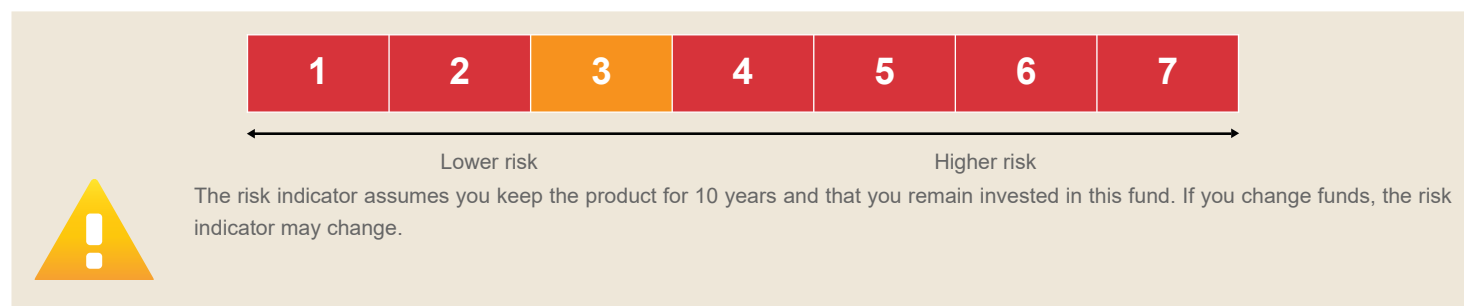 1 2 3 4 5 6 7
Lower risk Higher risk
The risk indicator assumes you keep the product for 10 years and that you remain invested in this fund. If you change funds, the risk
indicator may change.